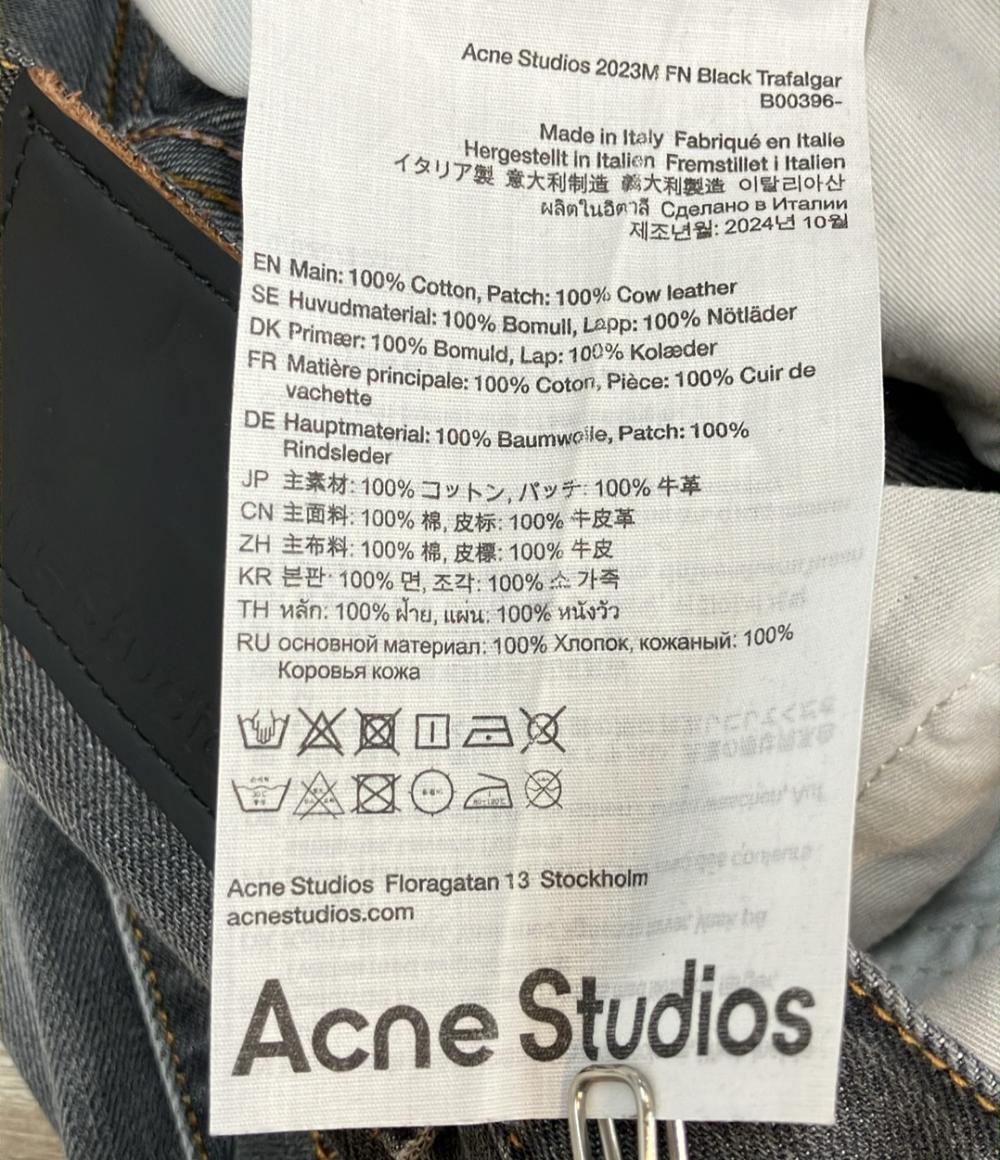 Acne Studios 2023M FN Black Trafalgar
B00396-
Made in Italy Fabriqué en Italie
Hergestellt in Italien Fremstillet i Italien
イタリア製 意大利制造 義大利製造 이탈리아산
ผลิตในอิตาลี Сделано в Италии
제조년월: 2024년 10월
EN Main: 100% Cotton, Patch: 100% Cow leather
SE Huvudmaterial: 100% Bomull, Lapp: 100% Nötläder
DK Primær: 100% Bomuld, Lap: 100% Kolæder
FR Matière principale: 100% Coton, Pièce: 100% Cuir de
vachette
DE Hauptmaterial: 100% Baumwolle, Patch: 100%
Rindsleder
JP 主素材: 100% コットン, パッチ: 100% 牛革
CN 主面料: 100% 棉, 皮标: 100% 牛皮革
ZH 主布料: 100% 棉, 皮標: 100% 牛皮
KR 본판: 100% 면, 조각: 100% 소 가죽
TH หลัก: 100% ฝ้าย, แผ่น: 100% หนังวัว
RU основной материал: 100% Хлопок, кожаный: 100%
Коровья кожа
Acne Studios Floragatan 13 Stockholm
acnestudios.com
Acne Studios